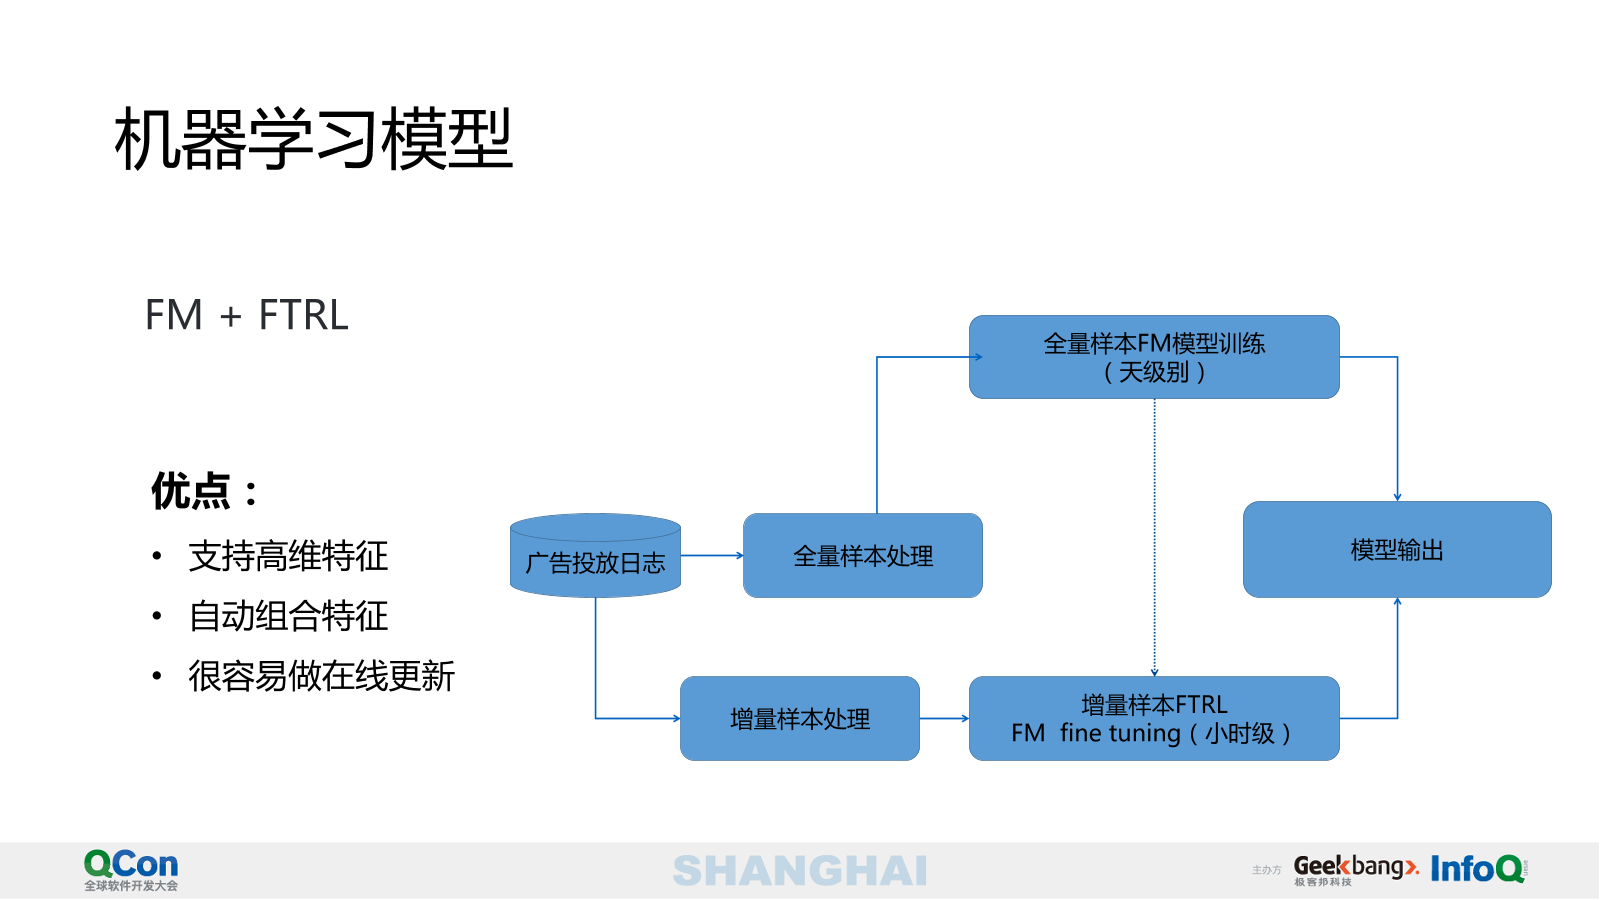 机器学习模型
FM + FTRL
优点：
• 支持高维特征
• 自动组合特征
• 很容易做在线更新
全量样本FM模型训练
（天级别）
广告投放日志
全量样本处理
模型输出
增量样本处理
增量样本FTRL
FM fine tuning（小时级）
QCon
全球软件开发大会
SHANGHAI
主办方
Geekbang>.
极客邦科技
InfoQ